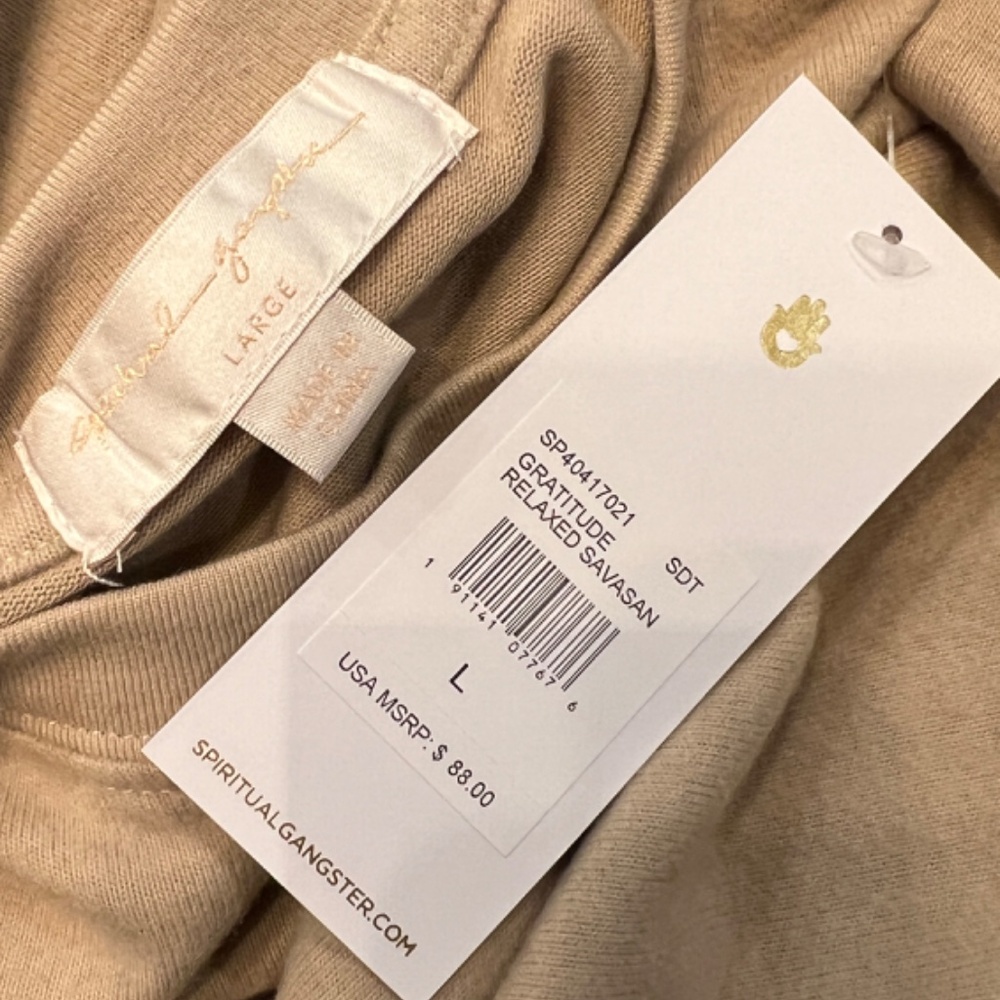 spiritual gangster
LARGE
MADE IN
CHINA
SP40417021
GRATITUDE SDT
RELAXED SAVASAN
1 91141 07767 6
L
USA MSRP: $ 88.00
SPIRITUALGANGSTER.COM